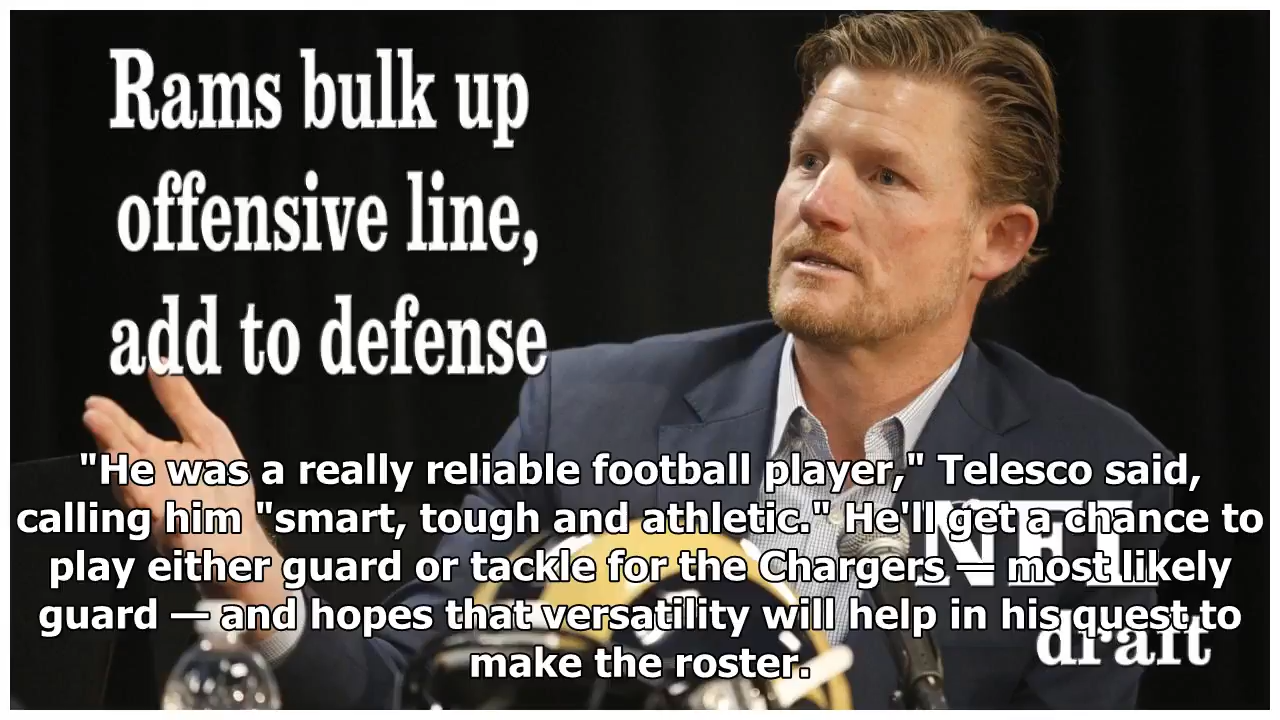 Rams bulk up
offensive line,
add to defense
"He was a really reliable football player," Telesco said,
calling him "smart, tough and athletic." He'll get a chance to
play either guard or tackle for the Chargers — most likely
guard — and hopes that versatility will help in his quest to
make the roster.
NFL
draft